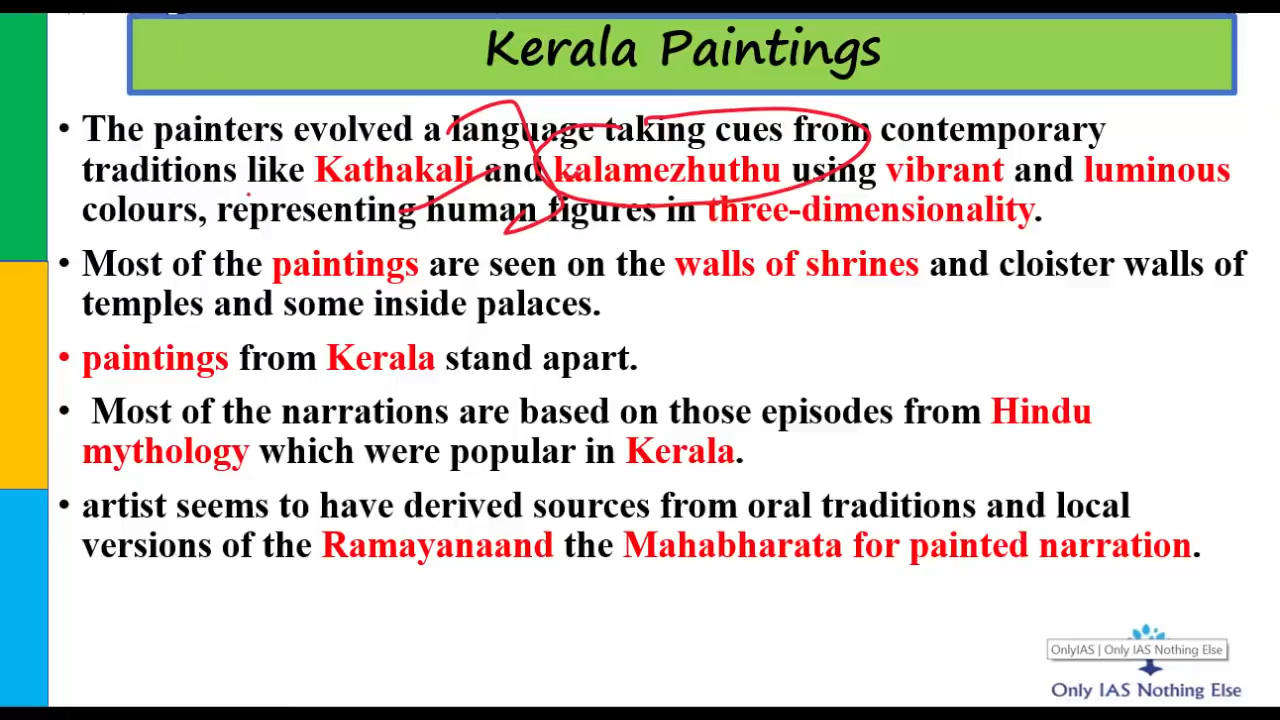 Kerala Paintings
• The painters evolved a language taking cues from contemporary
traditions like Kathakali and kalamezhuthu using vibrant and luminous
colours, representing human figures in three-dimensionality.
• Most of the paintings are seen on the walls of shrines and cloister walls of
temples and some inside palaces.
• paintings from Kerala stand apart.
• Most of the narrations are based on those episodes from Hindu
mythology which were popular in Kerala.
• artist seems to have derived sources from oral traditions and local
versions of the Ramayanaand the Mahabharata for painted narration.
OnlyIAS | Only IAS Nothing Else
Only IAS Nothing Else